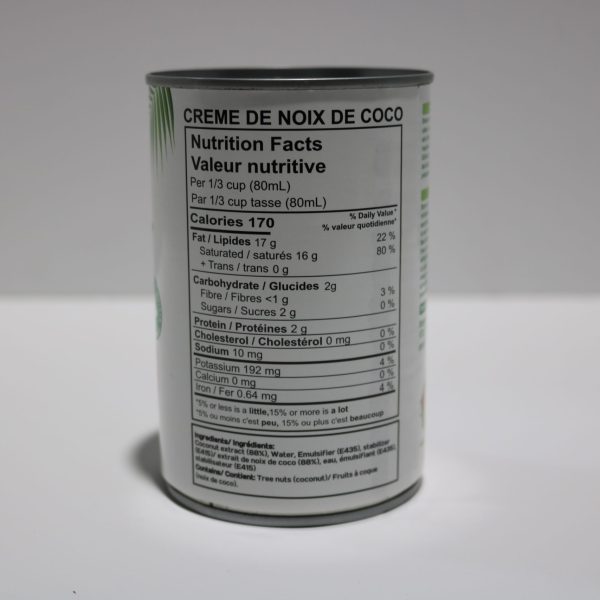 CREME DE NOIX DE COCO
Nutrition Facts
Valeur nutritive
Per 1/3 cup (80mL)
Par 1/3 cup tasse (80mL)
Calories 170
% Daily Value*
% valeur quotidienne*
Fat / Lipides 17 g 22 %
Saturated / saturés 16 g 80 %
+ Trans / trans 0 g
Carbohydrate / Glucides 2g
Fibre / Fibres <1 g 3 %
Sugars / Sucres 2 g 0 %
Protein / Protéines 2 g
Cholesterol / Cholestérol 0 mg 0 %
Sodium 10 mg 0 %
Potassium 192 mg 4 %
Calcium 0 mg 0 %
Iron / Fer 0.64 mg 4 %
*5% or less is a little,15% or more is a lot
*5% ou moins c'est peu, 15% ou plus c'est beaucoup
Ingredients/ Ingrédients:
Coconut extract (88%), Water, Emulsifier (E435), stabilizer
(E415)/ extrait de noix de coco (88%), eau, émulsifiant (E435),
stabilisateur (E415)
Contains/ Contient: Tree nuts (coconut)/ Fruits à coque
(noix de coco).